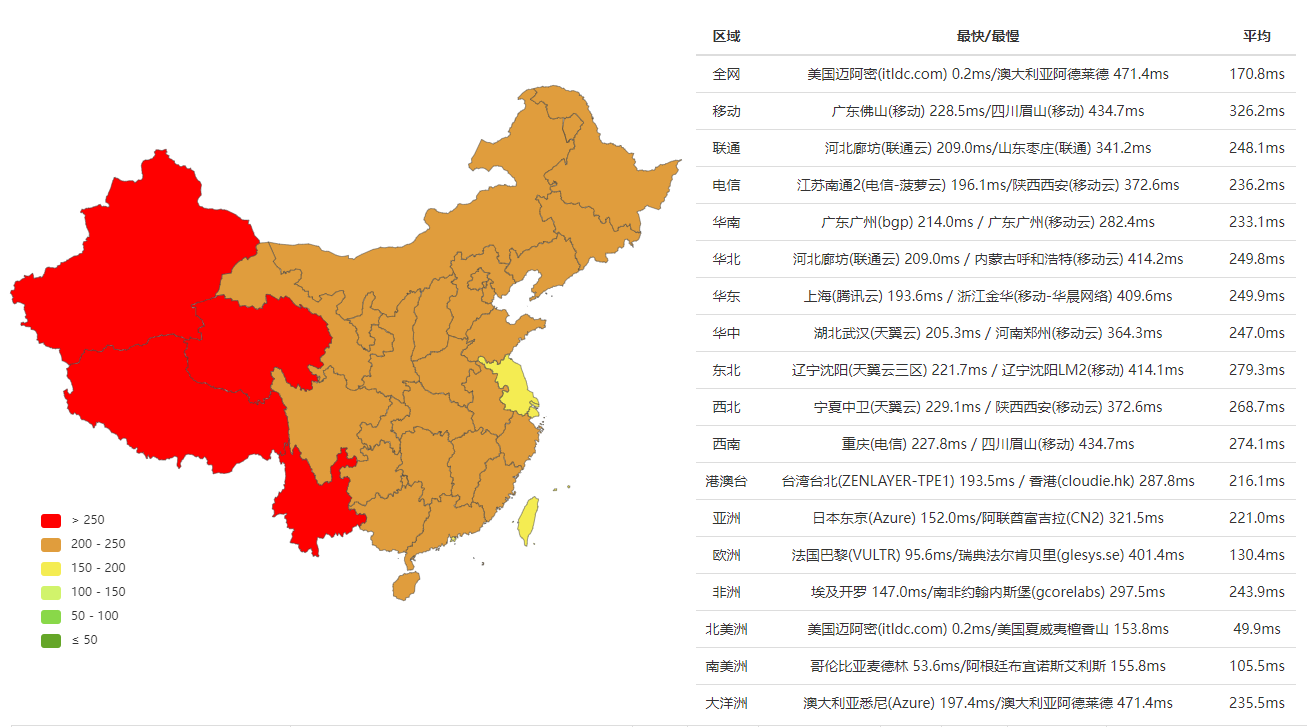 区域 最快/最慢 平均
全网 美国迈阿密(itldc.com) 0.2ms/澳大利亚阿德莱德 471.4ms 170.8ms
移动 广东佛山(移动) 228.5ms/四川眉山(移动) 434.7ms 326.2ms
联通 河北廊坊(联通云) 209.0ms/山东枣庄(联通) 341.2ms 248.1ms
电信 江苏南通2(电信-菠萝云) 196.1ms/陕西西安(移动云) 372.6ms 236.2ms
华南 广东广州(bgp) 214.0ms / 广东广州(移动云) 282.4ms 233.1ms
华北 河北廊坊(联通云) 209.0ms / 内蒙古呼和浩特(移动云) 414.2ms 249.8ms
华东 上海(腾讯云) 193.6ms / 浙江金华(移动-华晨网络) 409.6ms 249.9ms
华中 湖北武汉(天翼云) 205.3ms / 河南郑州(移动云) 364.3ms 247.0ms
东北 辽宁沈阳(天翼云三区) 221.7ms / 辽宁沈阳LM2(移动) 414.1ms 279.3ms
西北 宁夏中卫(天翼云) 229.1ms / 陕西西安(移动云) 372.6ms 268.7ms
西南 重庆(电信) 227.8ms / 四川眉山(移动) 434.7ms 274.1ms
港澳台 台湾台北(ZENLAYER-TPE1) 193.5ms / 香港(cloudie.hk) 287.8ms 216.1ms
亚洲 日本东京(Azure) 152.0ms/阿联酋富吉拉(CN2) 321.5ms 221.0ms
欧洲 法国巴黎(VULTR) 95.6ms/瑞典法尔肯贝里(glesys.se) 401.4ms 130.4ms
非洲 埃及开罗 147.0ms/南非约翰内斯堡(gcorelabs) 297.5ms 243.9ms
北美洲 美国迈阿密(itldc.com) 0.2ms/美国夏威夷檀香山 153.8ms 49.9ms
南美洲 哥伦比亚麦德林 53.6ms/阿根廷布宜诺斯艾利斯 155.8ms 105.5ms
大洋洲 澳大利亚悉尼(Azure) 197.4ms/澳大利亚阿德莱德 471.4ms 235.5ms
> 250
200 - 250
150 - 200
100 - 150
50 - 100
≤ 50